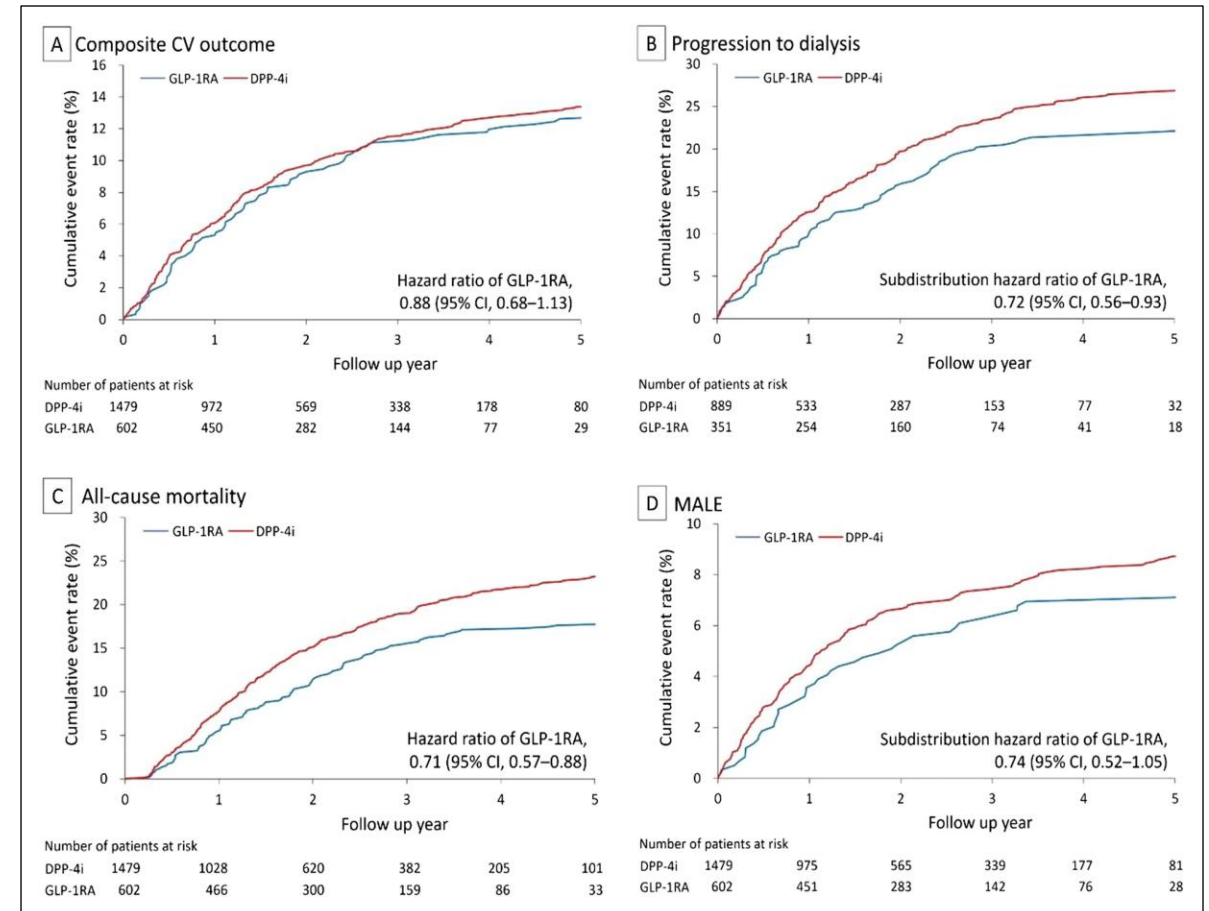 A Composite CV outcome
Cumulative event rate (%)
16
14
12
10
8
6
4
2
0
GLP-1RA DPP-4i
Hazard ratio of GLP-1RA,
0.88 (95% CI, 0.68–1.13)
0 1 2 3 4 5
Follow up year
Number of patients at risk
DPP-4i 1479 972 569 338 178 80
GLP-1RA 602 450 282 144 77 29
B Progression to dialysis
Cumulative event rate (%)
30
25
20
15
10
5
0
GLP-1RA DPP-4i
Subdistribution hazard ratio of GLP-1RA,
0.72 (95% CI, 0.56–0.93)
0 1 2 3 4 5
Follow up year
Number of patients at risk
DPP-4i 889 533 287 153 77 32
GLP-1RA 351 254 160 74 41 18
C All-cause mortality
Cumulative event rate (%)
30
25
20
15
10
5
0
GLP-1RA DPP-4i
Hazard ratio of GLP-1RA,
0.71 (95% CI, 0.57–0.88)
0 1 2 3 4 5
Follow up year
Number of patients at risk
DPP-4i 1479 1028 620 382 205 101
GLP-1RA 602 466 300 159 86 33
D MALE
Cumulative event rate (%)
10
8
6
4
2
0
GLP-1RA DPP-4i
Subdistribution hazard ratio of GLP-1RA,
0.74 (95% CI, 0.52–1.05)
0 1 2 3 4 5
Follow up year
Number of patients at risk
DPP-4i 1479 975 565 339 177 81
GLP-1RA 602 451 283 142 76 28